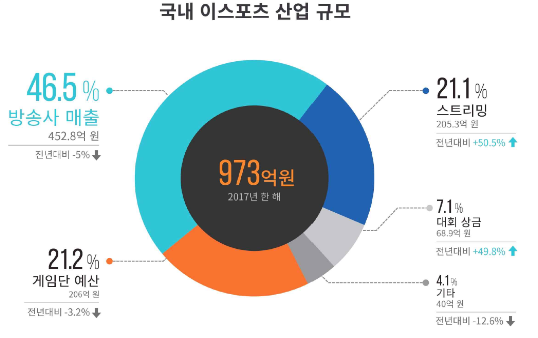 국내 이스포츠 산업 규모
46.5 %
방송사 매출
452.8억 원
전년대비 -5%
21.1 %
스트리밍
205.3억 원
전년대비 +50.5%
973억원
2017년 한 해
7.1 %
대회 상금
68.9억 원
전년대비 +49.8%
21.2 %
게임단 예산
206억 원
전년대비 -3.2%
4.1 %
기타
40억 원
전년대비 -12.6%